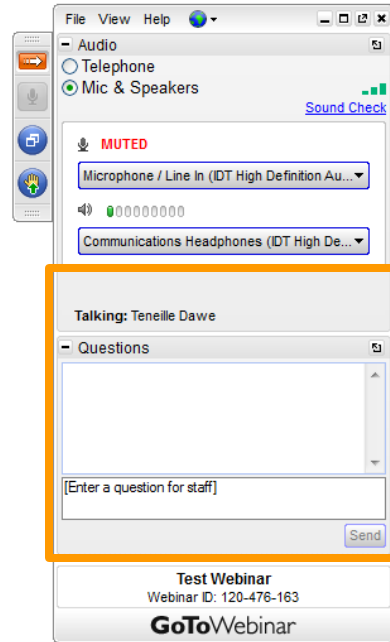 File View Help
Audio
Telephone
Mic & Speakers
Sound Check
MUTED
Microphone / Line In (IDT High Definition Au...
Communications Headphones (IDT High De...
Talking: Teneille Dawe
Questions
[Enter a question for staff]
Send
Test Webinar
Webinar ID: 120-476-163
GoToWebinar